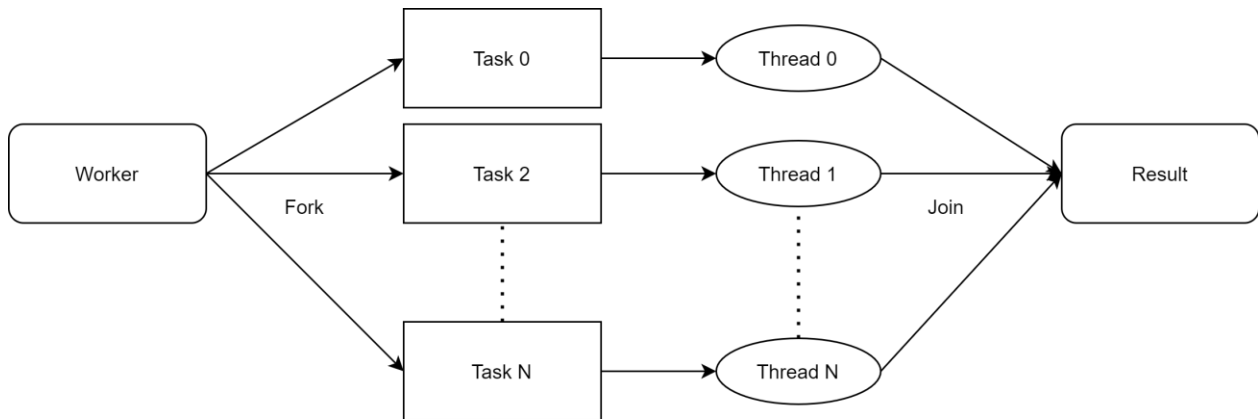 Task 0
Thread 0
Worker
Task 2
Thread 1
Result
Fork
Join
Task N
Thread N